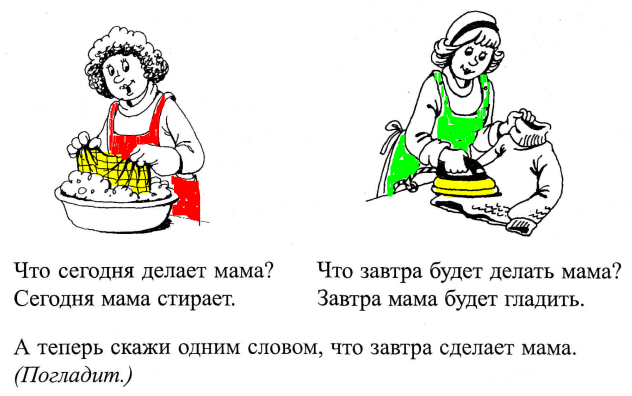 Что сегодня делает мама?
Сегодня мама стирает.
Что завтра будет делать мама?
Завтра мама будет гладить.
А теперь скажи одним словом, что завтра сделает мама.
(Погладит.)